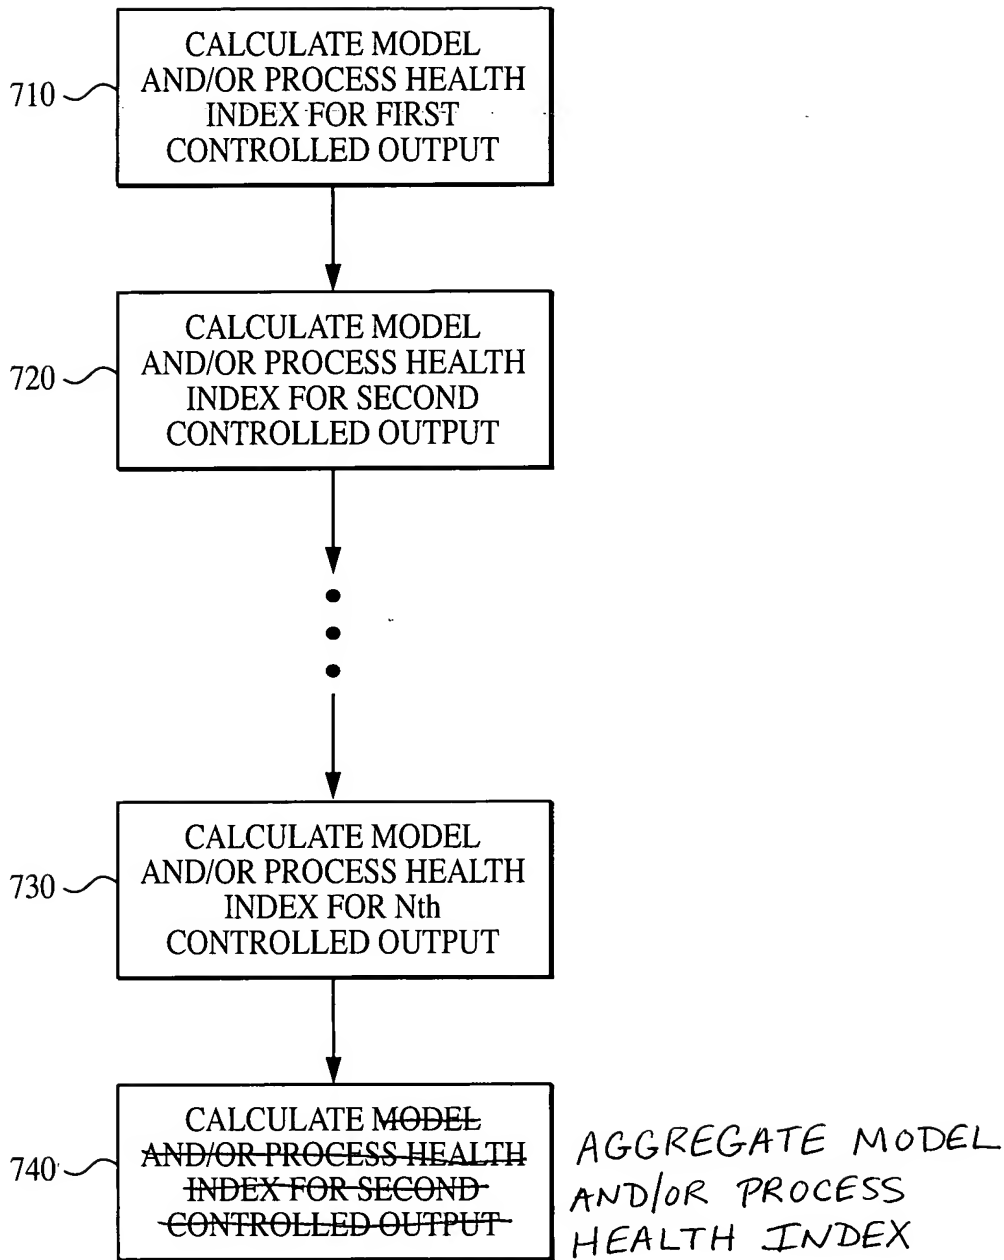 710
CALCULATE MODEL
AND/OR PROCESS HEALTH
INDEX FOR FIRST
CONTROLLED OUTPUT
720
CALCULATE MODEL
AND/OR PROCESS HEALTH
INDEX FOR SECOND
CONTROLLED OUTPUT
730
CALCULATE MODEL
AND/OR PROCESS HEALTH
INDEX FOR Nth
CONTROLLED OUTPUT
740
CALCULATE MODEL
AND/OR PROCESS HEALTH
INDEX FOR SECOND
CONTROLLED OUTPUT
AGGREGATE MODEL
AND/OR PROCESS
HEALTH INDEX